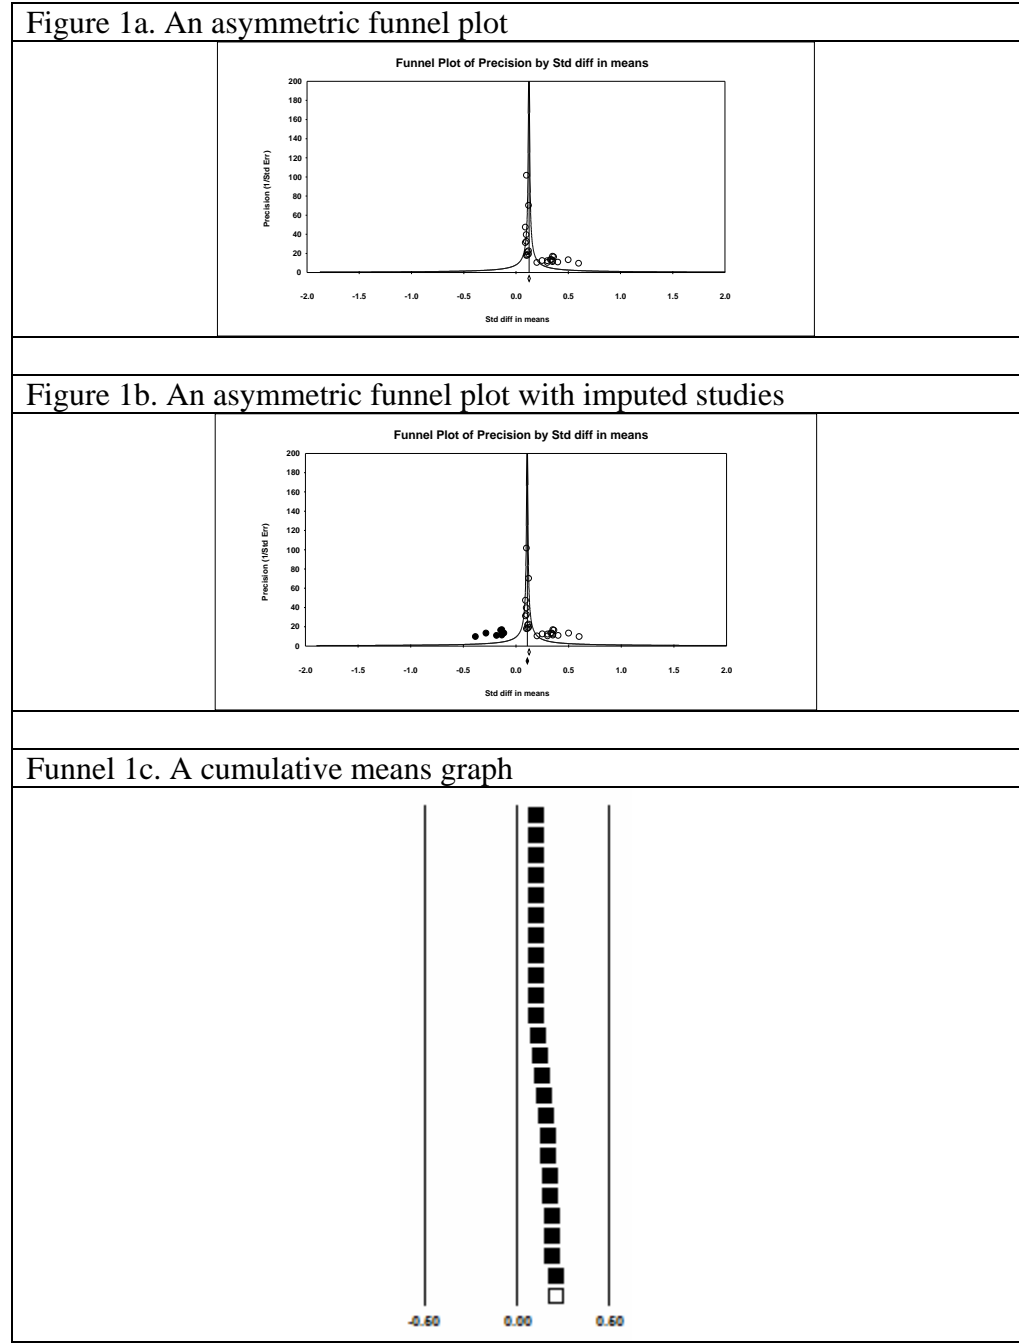 Figure 1a. An asymmetric funnel plot
Funnel Plot of Precision by Std diff in means
200
180
160
140
120
100
80
60
40
20
0
Precision (1/Std Err)
-2.0 -1.5 -1.0 -0.5 0.0 0.5 1.0 1.5 2.0
Std diff in means
Figure 1b. An asymmetric funnel plot with imputed studies
Funnel Plot of Precision by Std diff in means
200
180
160
140
120
100
80
60
40
20
0
Precision (1/Std Err)
-2.0 -1.5 -1.0 -0.5 0.0 0.5 1.0 1.5 2.0
Std diff in means
Funnel 1c. A cumulative means graph
-0.50 0.00 0.50